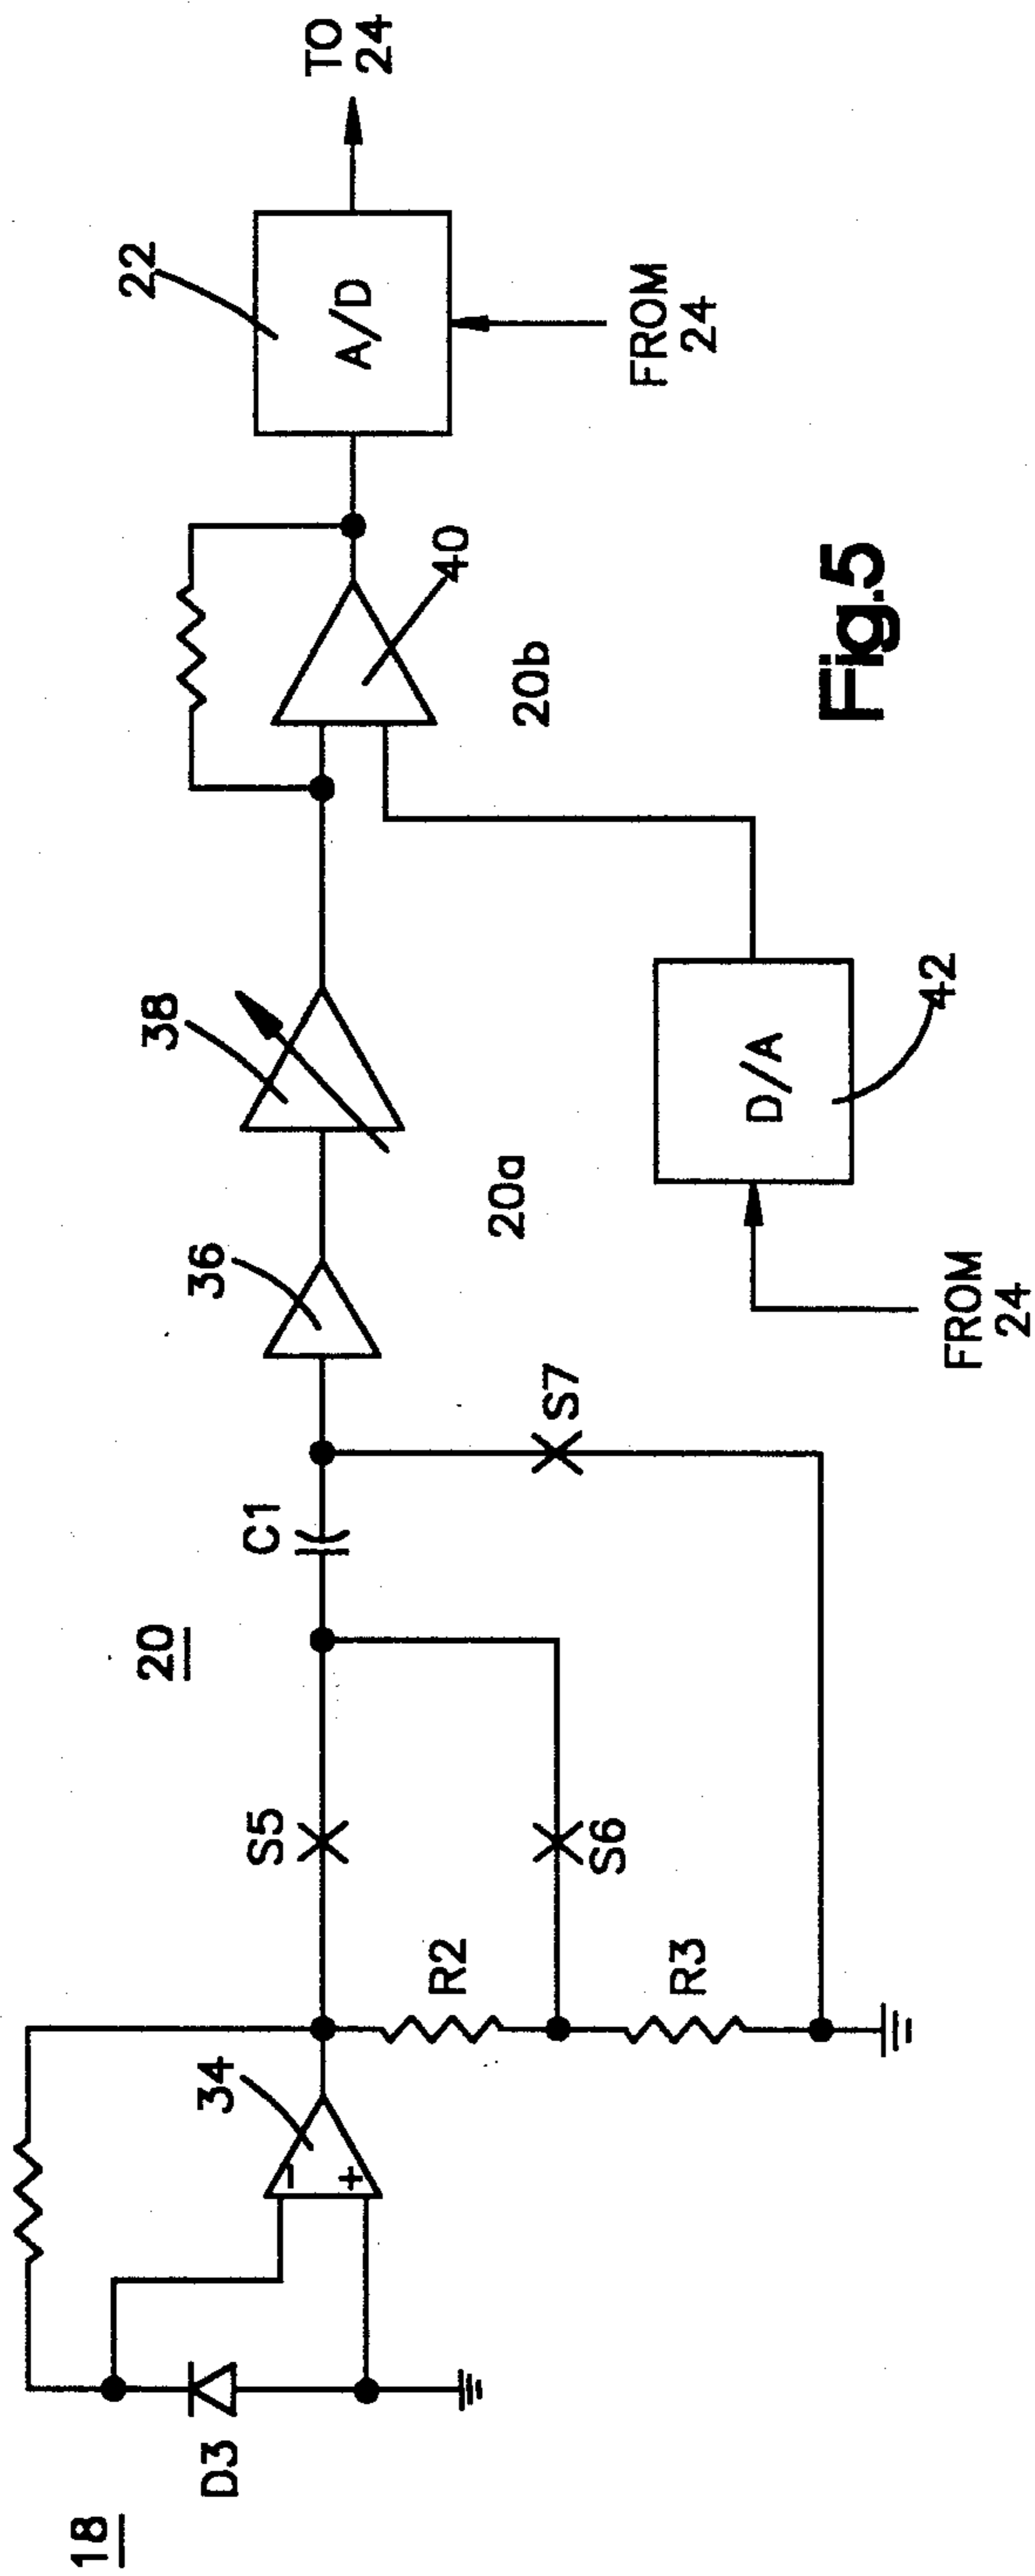 18
D3
34
−
+
R2
R3
S5
S6
20
C1
S7
36
20a
38
FROM
24
D/A
42
20b
40
22
A/D
FROM
24
TO
24
Fig.5